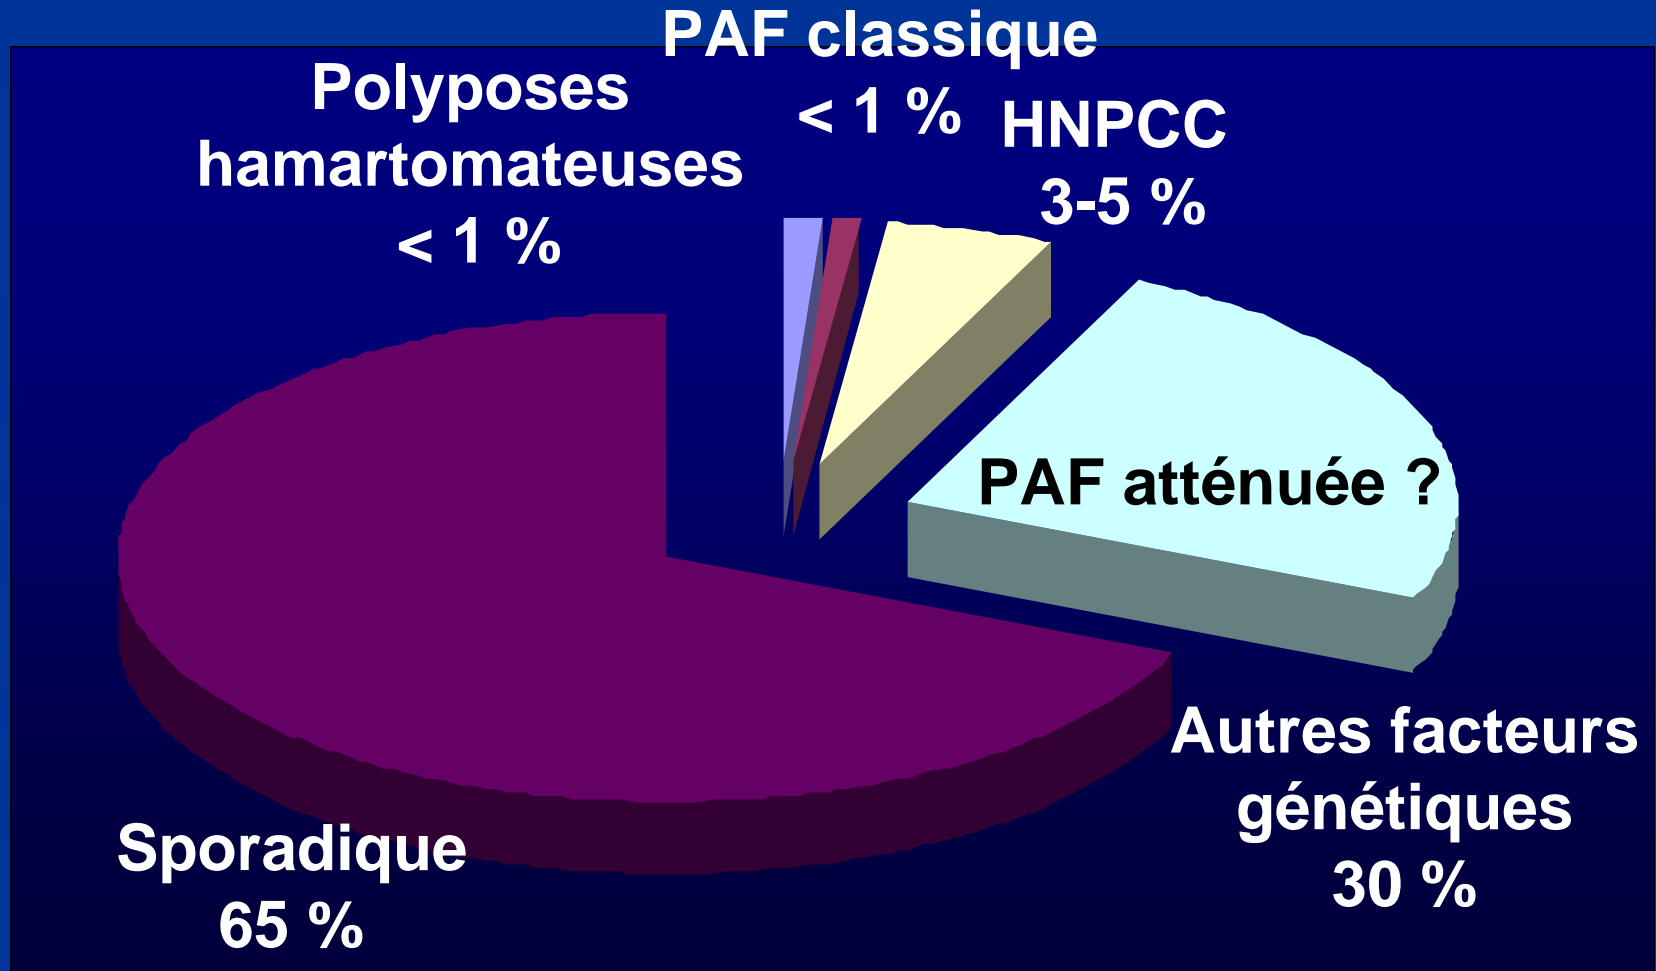 PAF classique
< 1 %
Polyposes
hamartomateuses
< 1 %
HNPCC
3-5 %
PAF atténuée ?
Autres facteurs
génétiques
30 %
Sporadique
65 %